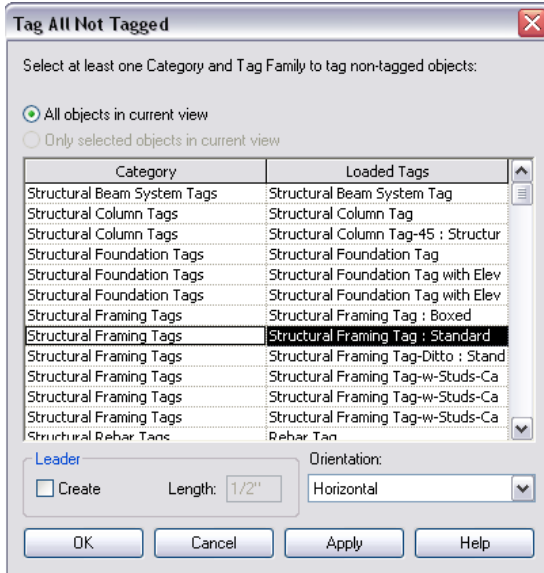 Tag All Not Tagged
Select at least one Category and Tag Family to tag non-tagged objects:
All objects in current view
Only selected objects in current view
Category Loaded Tags
Structural Beam System Tags Structural Beam System Tag
Structural Column Tags Structural Column Tag
Structural Column Tags Structural Column Tag-45 : Structur
Structural Foundation Tags Structural Foundation Tag
Structural Foundation Tags Structural Foundation Tag with Elev
Structural Foundation Tags Structural Foundation Tag with Elev
Structural Framing Tags Structural Framing Tag : Boxed
Structural Framing Tags Structural Framing Tag : Standard
Structural Framing Tags Structural Framing Tag-Ditto : Stand
Structural Framing Tags Structural Framing Tag-w-Studs-Ca
Structural Framing Tags Structural Framing Tag-w-Studs-Ca
Structural Framing Tags Structural Framing Tag-w-Studs-Ca
Structural Rebar Tags Rebar Tag
Leader Orientation:
Create Length: 1/2" Horizontal
OK Cancel Apply Help